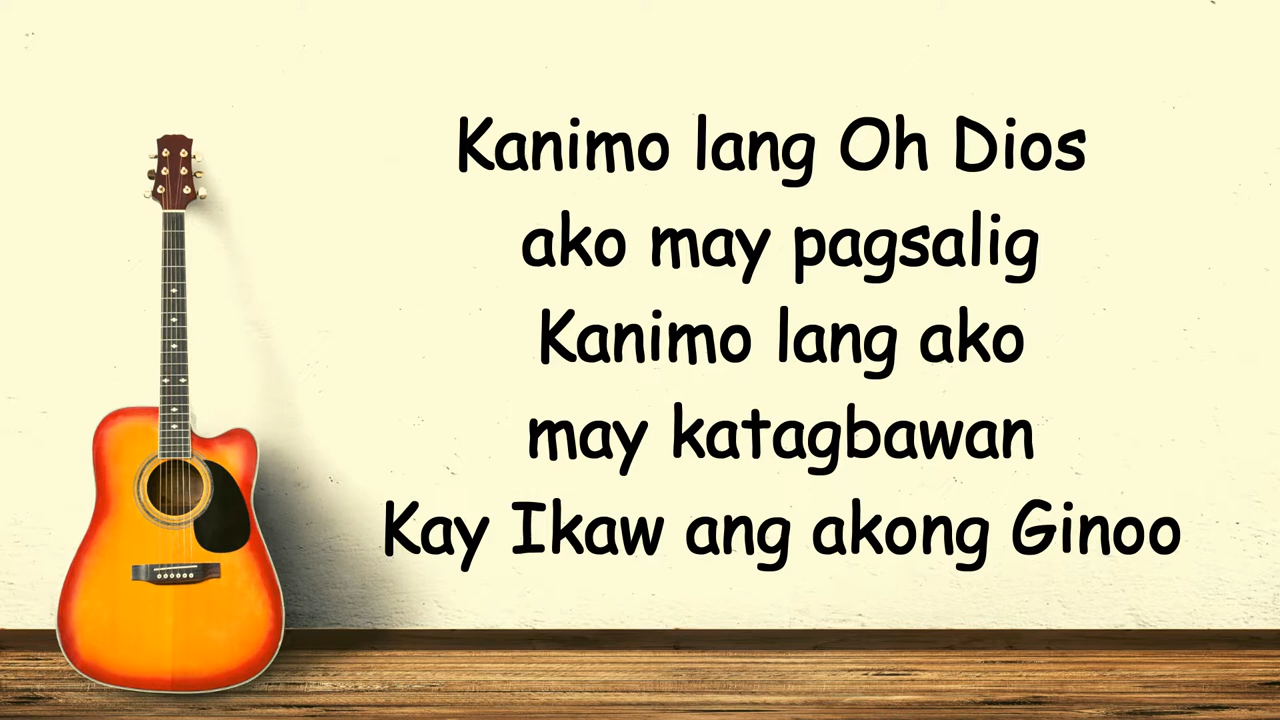 Kanimo lang Oh Dios
ako may pagsalig
Kanimo lang ako
may katagbawan
Kay Ikaw ang akong Ginoo